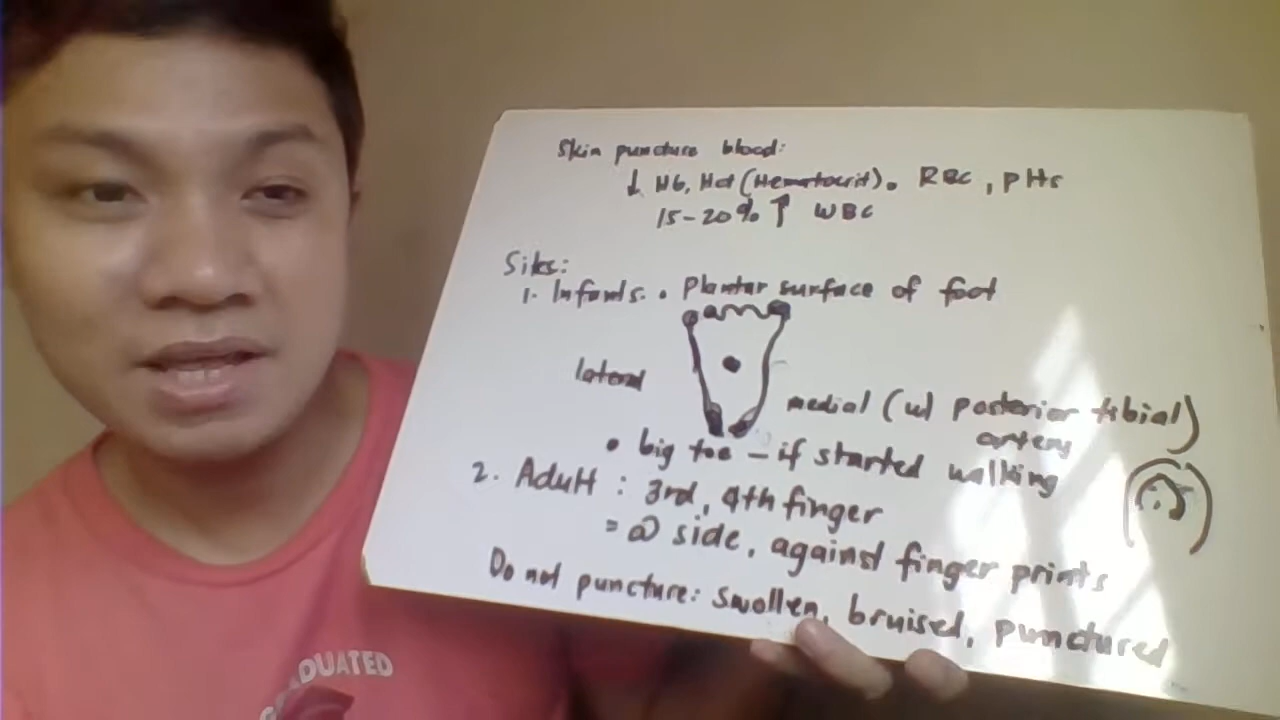 Skin puncture blood:
↓ Hb, Hct (Hematocrit). RBC, PHs
15-20% ↑ WBC
Sites:
1. Infants. • Plantar surface of foot
lateral
medial (w/ posterior tibial)
artery
• big toe - if started walking
2. Adult : 3rd, 4th finger
= @ side, against finger prints
Do not puncture: swollen, bruised, punctured
GRADUATED